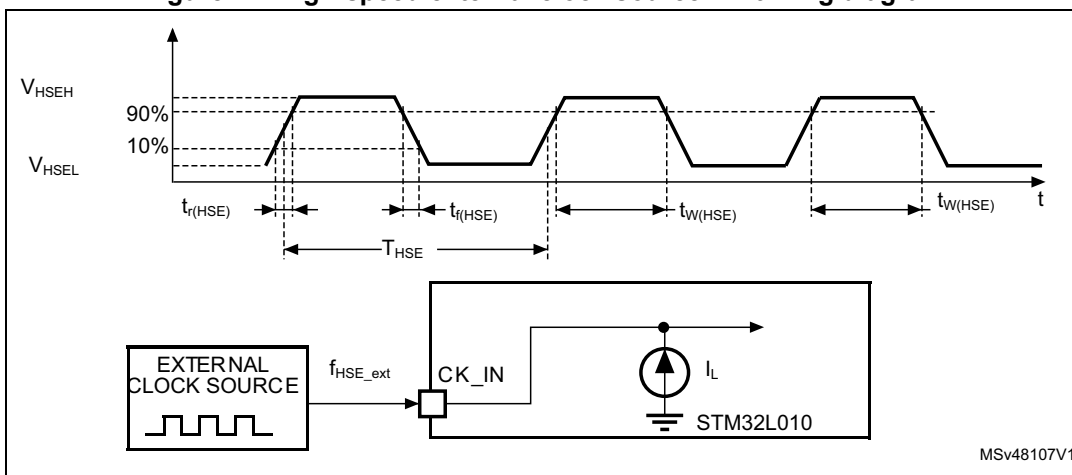 V_HSEH
90%
10%
V_HSEL
t_r(HSE)
t_f(HSE)
t_W(HSE)
t_W(HSE)
t
T_HSE
EXTERNAL
CLOCK SOURCE
f_HSE_ext
CK_IN
I_L
STM32L010
MSv48107V1